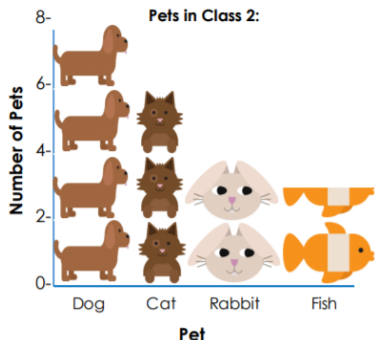 Pets in Class 2:
Number of Pets
8-
6-
4-
2-
0-
Dog Cat Rabbit Fish
Pet